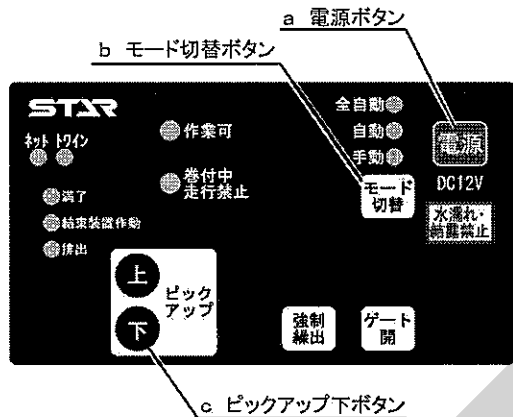 a 電源ボタン
b モード切替ボタン
STAR
ネット トワイン
作業可
巻付中
走行禁止
満了
結束装置作動
排出
全自動
自動
手動
電源
モード
切替
DC12V
水濡れ・
結露禁止
上
下
ピック
アップ
強制
繰出
ゲート
開
c ピックアップ下ボタン